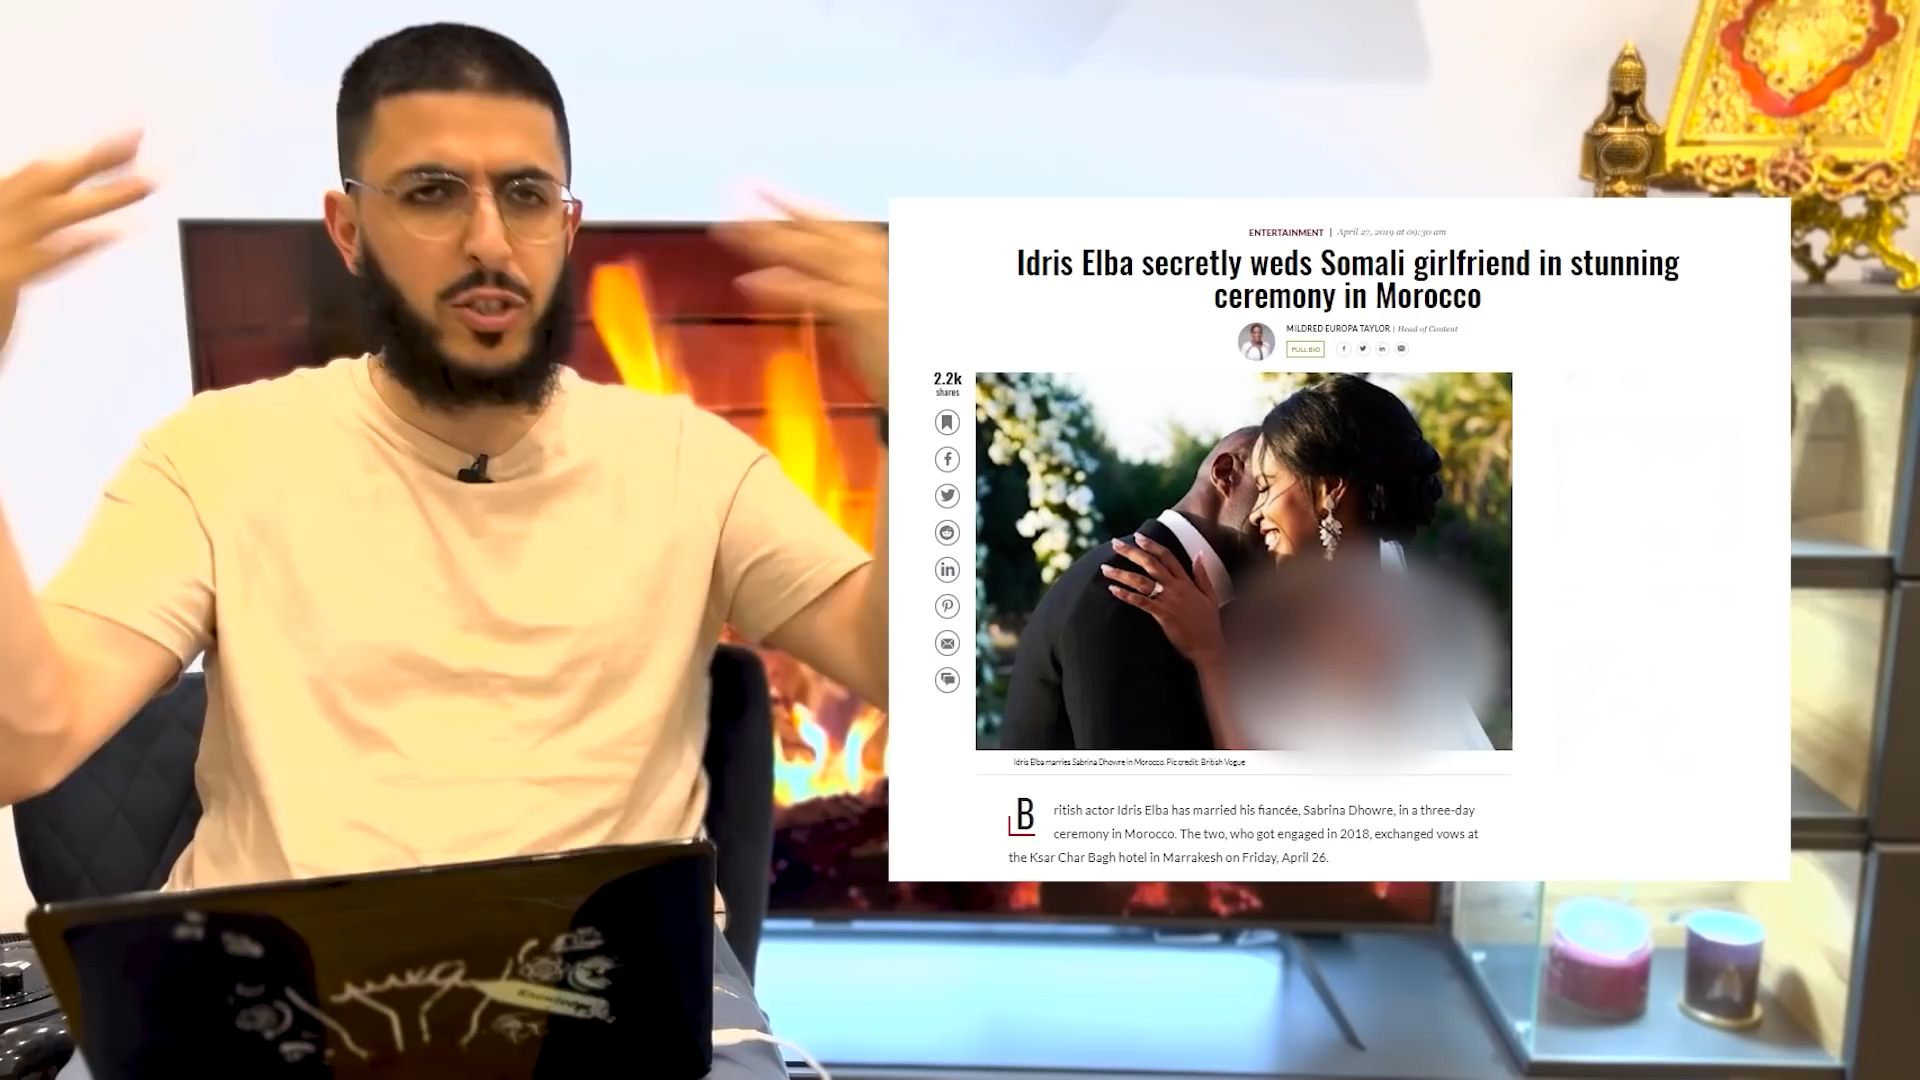 ENTERTAINMENT | April 27, 2019 at 09:30 am
Idris Elba secretly weds Somali girlfriend in stunning
ceremony in Morocco
MILDRED EUROPA TAYLOR | Head of Content
FULL BIO
2.2k
shares
Idris Elba marries Sabrina Dhowre in Morocco. Pic credit: British Vogue
British actor Idris Elba has married his fiancée, Sabrina Dhowre, in a three-day
ceremony in Morocco. The two, who got engaged in 2018, exchanged vows at
the Ksar Char Bagh hotel in Marrakesh on Friday, April 26.